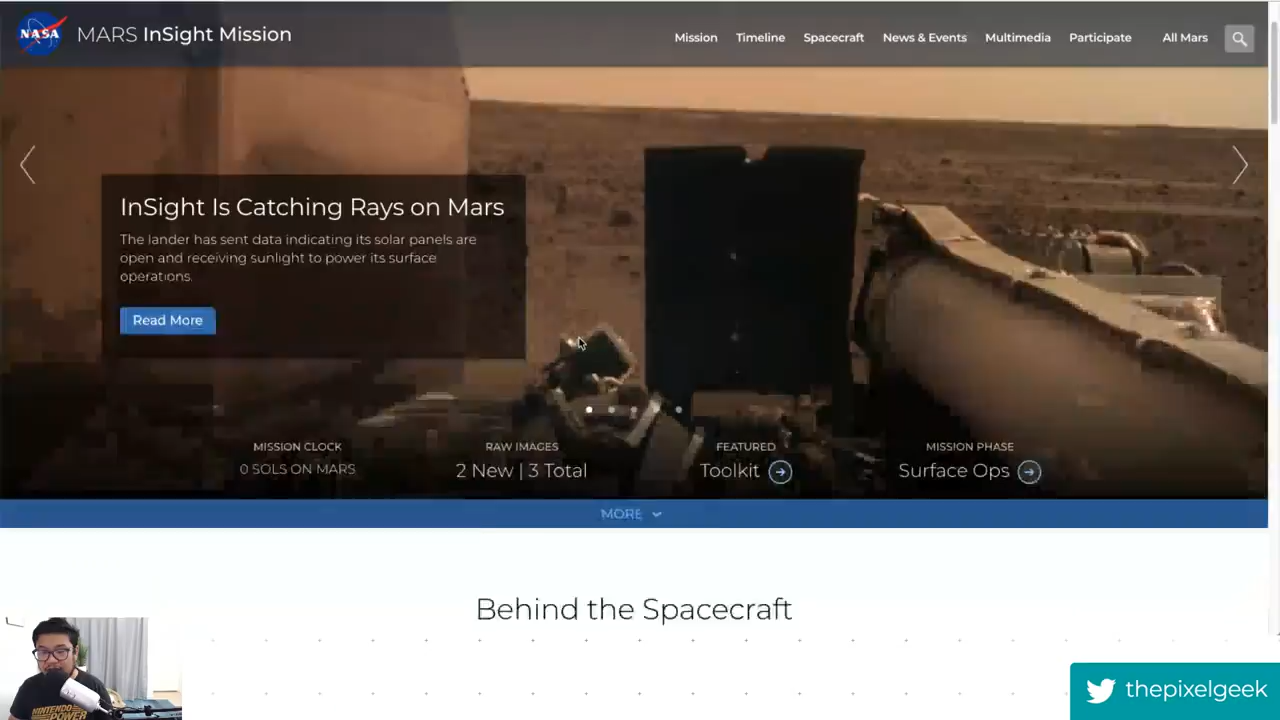 NASA
MARS InSight Mission
Mission
Timeline
Spacecraft
News & Events
Multimedia
Participate
All Mars
InSight Is Catching Rays on Mars
The lander has sent data indicating its solar panels are
open and receiving sunlight to power its surface
operations.
Read More
MISSION CLOCK
0 SOLS ON MARS
RAW IMAGES
2 New | 3 Total
FEATURED
Toolkit
MISSION PHASE
Surface Ops
MORE
Behind the Spacecraft
NINTENDO
POWER
thepixelgeek